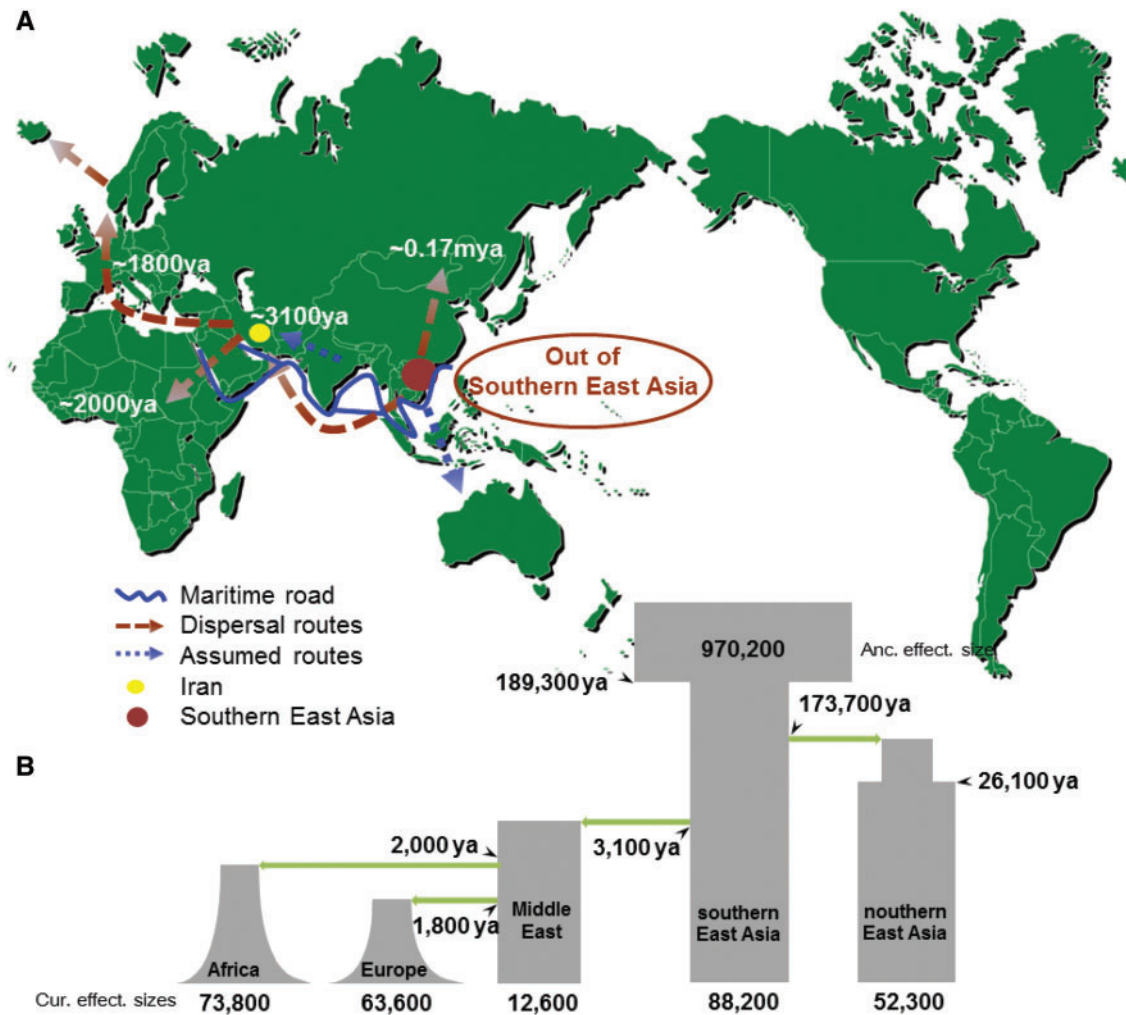 A
~1800ya
~0.17mya
~3100ya
~2000ya
Out of
Southern East Asia
Maritime road
Dispersal routes
Assumed routes
Iran
Southern East Asia
B
970,200
Anc. effect. size
189,300 ya
173,700 ya
26,100 ya
2,000 ya
3,100 ya
1,800 ya
Middle
East
southern
East Asia
nouthern
East Asia
Africa
Europe
Cur. effect. sizes
73,800
63,600
12,600
88,200
52,300